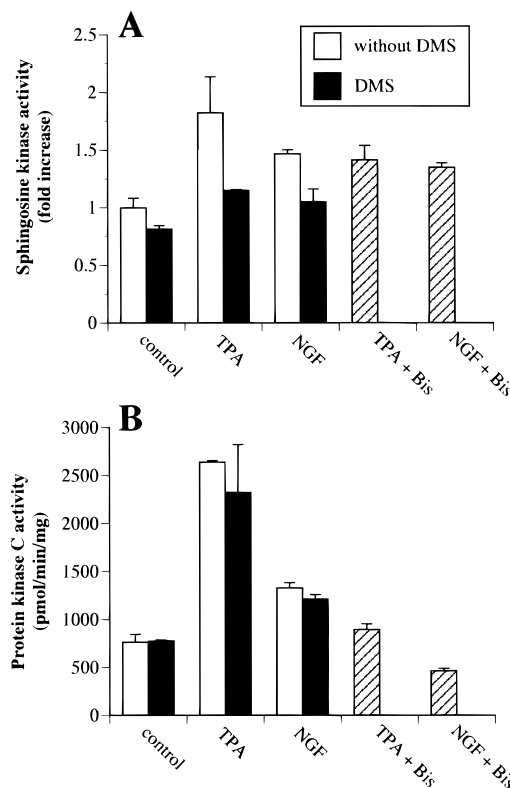 A
without DMS
DMS
Sphingosine kinase activity
(fold increase)
2.5
2
1.5
1
0.5
0
control
TPA
NGF
TPA + Bis
NGF + Bis
B
Protein kinase C activity
(pmol/min/mg)
3000
2500
2000
1500
1000
500
0
control
TPA
NGF
TPA + Bis
NGF + Bis